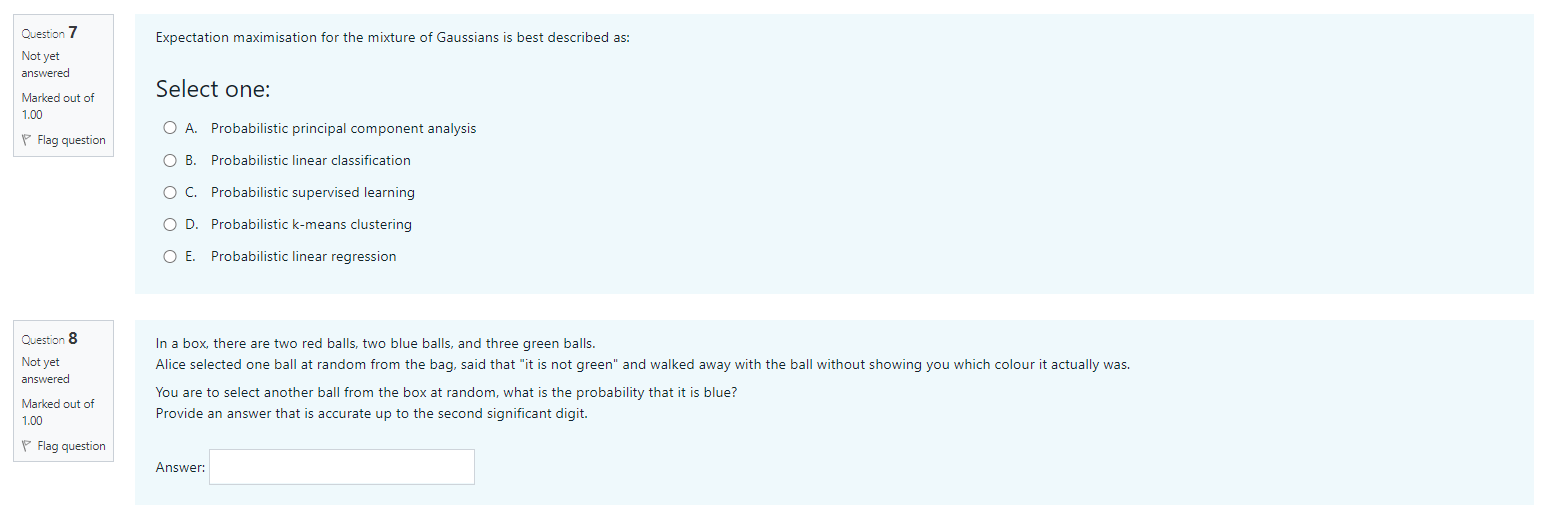 Question 7
Not yet
answered
Marked out of
1.00
Flag question
Expectation maximisation for the mixture of Gaussians is best described as:
Select one:
A. Probabilistic principal component analysis
B. Probabilistic linear classification
C. Probabilistic supervised learning
D. Probabilistic k-means clustering
E. Probabilistic linear regression
Question 8
Not yet
answered
Marked out of
1.00
Flag question
In a box, there are two red balls, two blue balls, and three green balls.
Alice selected one ball at random from the bag, said that "it is not green" and walked away with the ball without showing you which colour it actually was.
You are to select another ball from the box at random, what is the probability that it is blue?
Provide an answer that is accurate up to the second significant digit.
Answer: